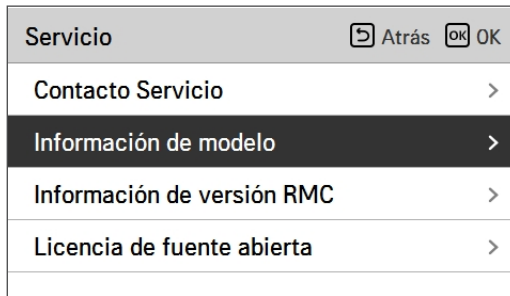 Servicio Atrás OK OK
Contacto Servicio
Información de modelo
Información de versión RMC
Licencia de fuente abierta